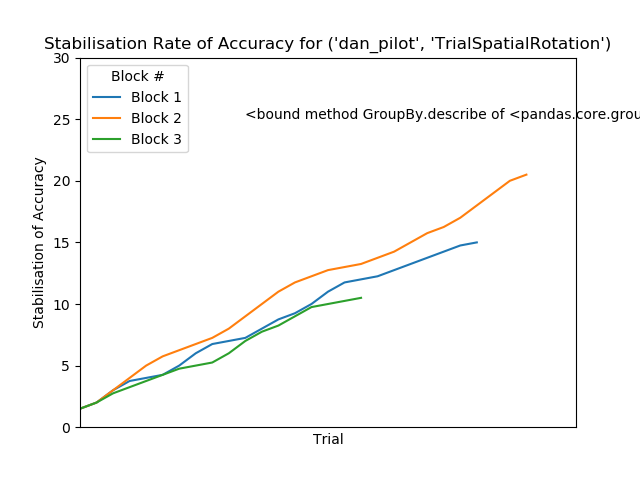 Stabilisation Rate of Accuracy for ('dan_pilot', 'TrialSpatialRotation')
30
25
20
15
10
5
0
Stabilisation of Accuracy
Block #
Block 1
Block 2
Block 3
<bound method GroupBy.describe of <pandas.core.grou
Trial